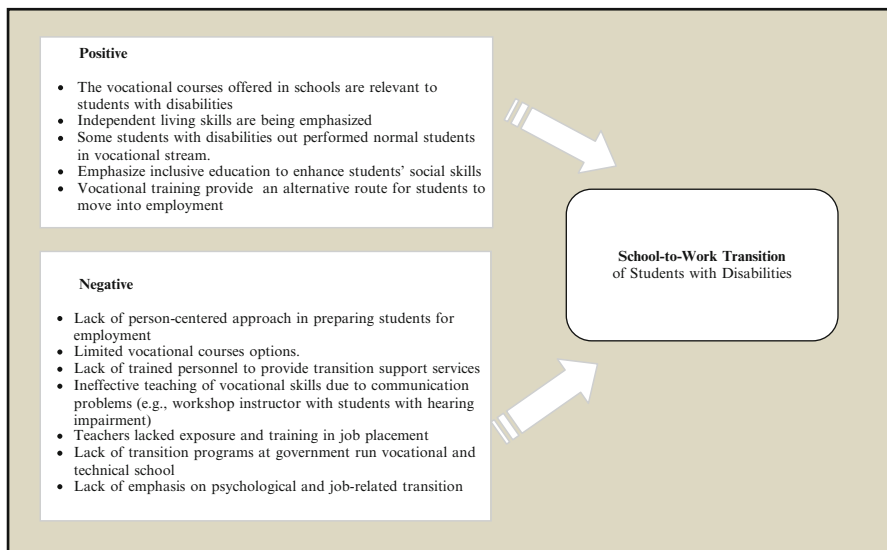 Positive
• The vocational courses offered in schools are relevant to
students with disabilities
• Independent living skills are being emphasized
• Some students with disabilities out performed normal students
in vocational stream.
• Emphasize inclusive education to enhance students' social skills
• Vocational training provide an alternative route for students to
move into employment
Negative
• Lack of person-centered approach in preparing students for
employment
• Limited vocational courses options.
• Lack of trained personnel to provide transition support services
• Ineffective teaching of vocational skills due to communication
problems (e.g., workshop instructor with students with hearing
impairment)
• Teachers lacked exposure and training in job placement
• Lack of transition programs at government run vocational and
technical school
• Lack of emphasis on psychological and job-related transition
School-to-Work Transition
of Students with Disabilities